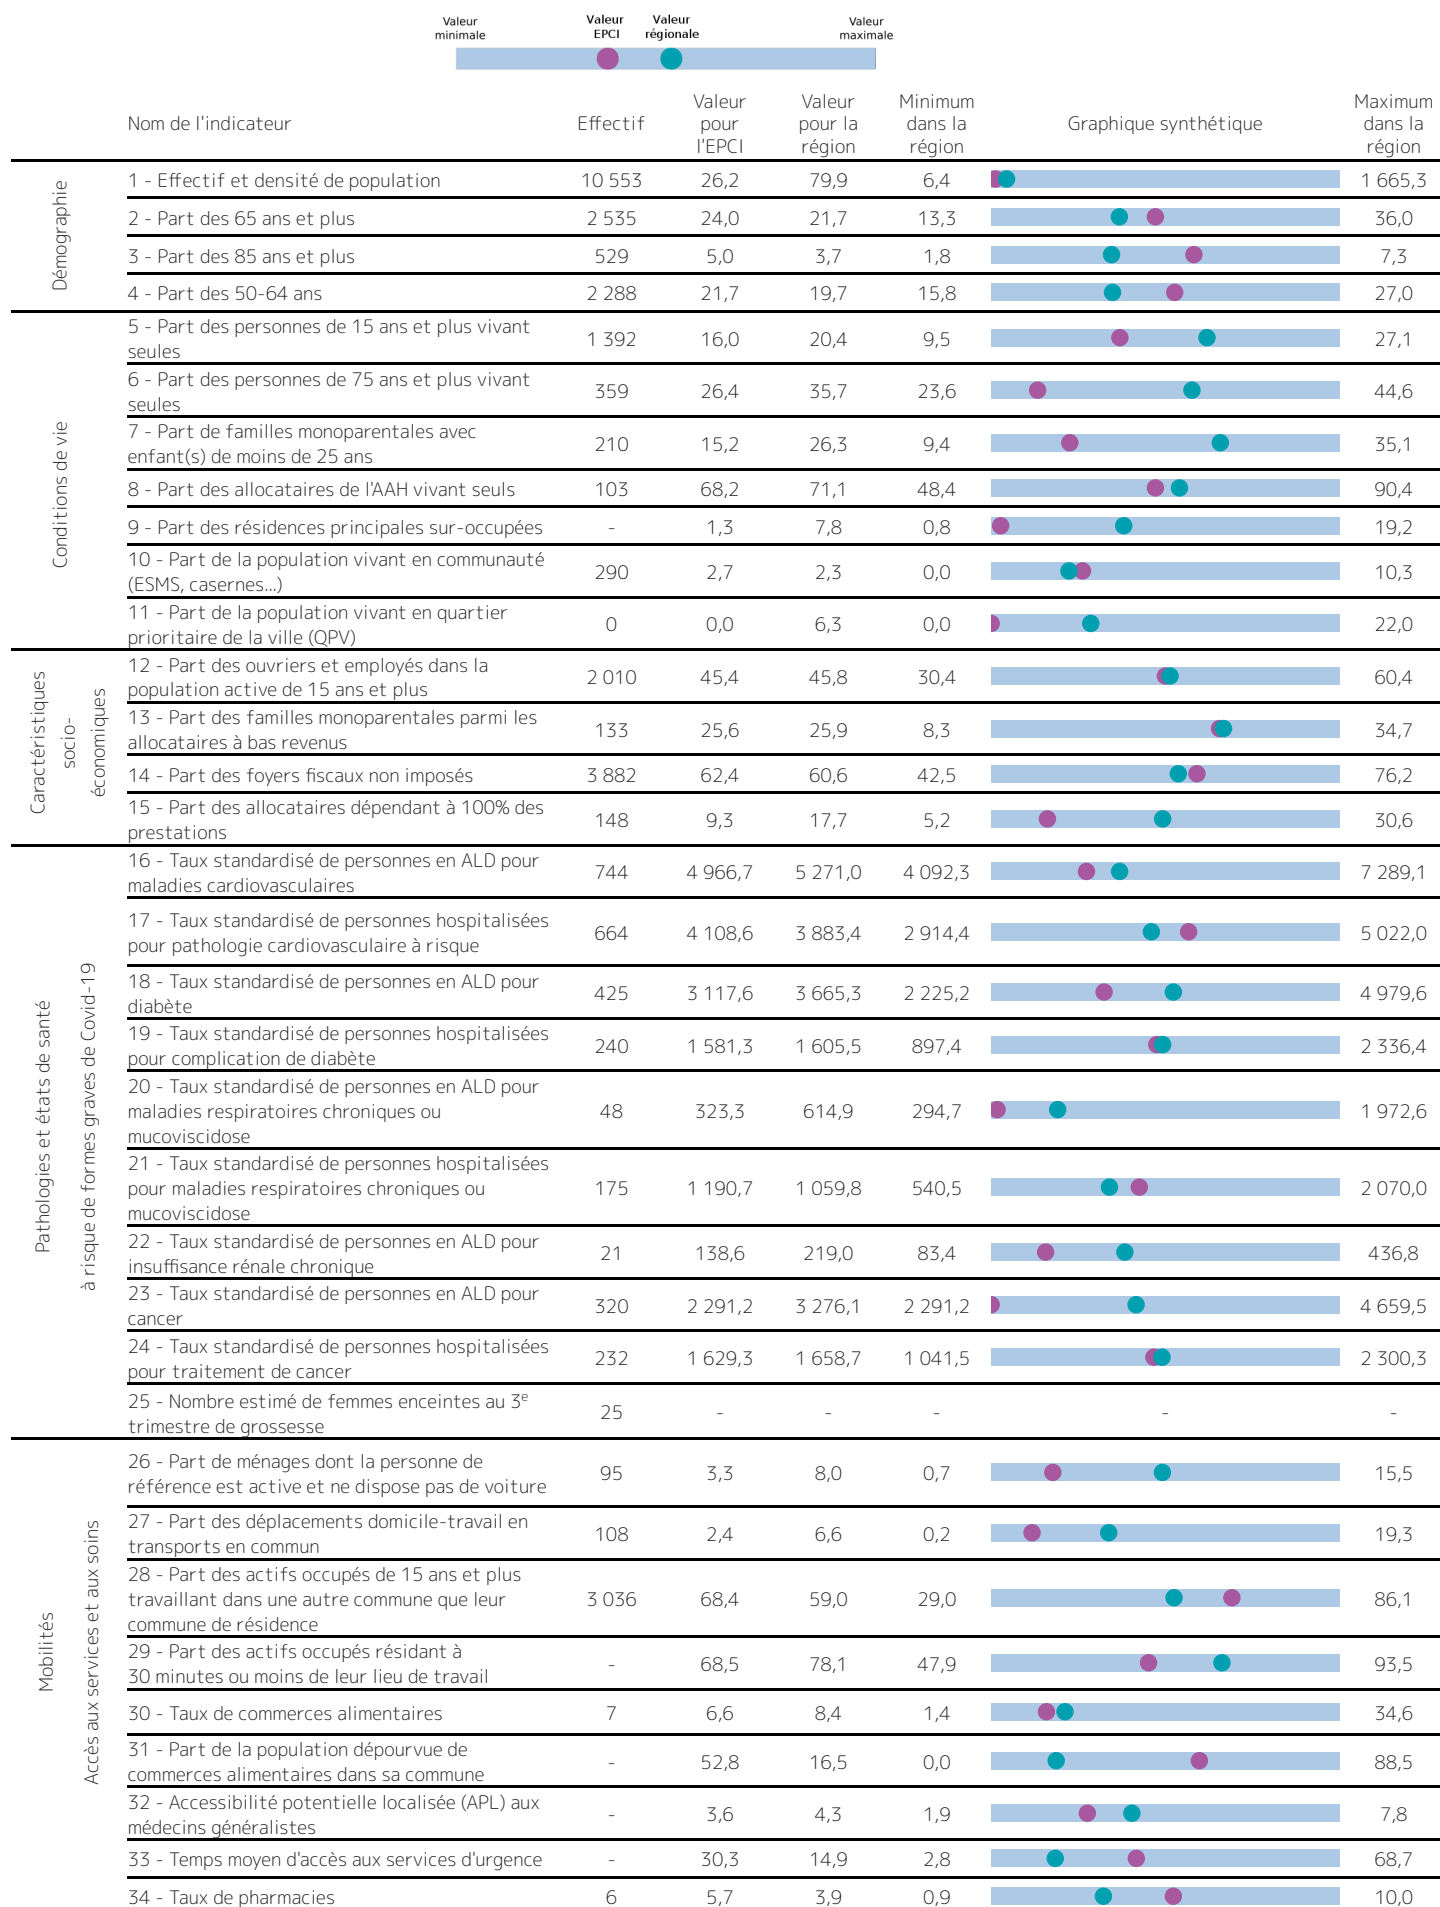 Valeur minimale
Valeur EPCI
Valeur régionale
Valeur maximale
Nom de l'indicateur Effectif Valeur pour l'EPCI Valeur pour la région Minimum dans la région Graphique synthétique Maximum dans la région
Démographie
1 - Effectif et densité de population 10 553 26,2 79,9 6,4 1 665,3
2 - Part des 65 ans et plus 2 535 24,0 21,7 13,3 36,0
3 - Part des 85 ans et plus 529 5,0 3,7 1,8 7,3
4 - Part des 50-64 ans 2 288 21,7 19,7 15,8 27,0
Conditions de vie
5 - Part des personnes de 15 ans et plus vivant
seules 1 392 16,0 20,4 9,5 27,1
6 - Part des personnes de 75 ans et plus vivant
seules 359 26,4 35,7 23,6 44,6
7 - Part de familles monoparentales avec
enfant(s) de moins de 25 ans 210 15,2 26,3 9,4 35,1
8 - Part des allocataires de l'AAH vivant seuls 103 68,2 71,1 48,4 90,4
9 - Part des résidences principales sur-occupées - 1,3 7,8 0,8 19,2
10 - Part de la population vivant en communauté
(ESMS, casernes...) 290 2,7 2,3 0,0 10,3
11 - Part de la population vivant en quartier
prioritaire de la ville (QPV) 0 0,0 6,3 0,0 22,0
Caractéristiques
socio-
économiques
12 - Part des ouvriers et employés dans la
population active de 15 ans et plus 2 010 45,4 45,8 30,4 60,4
13 - Part des familles monoparentales parmi les
allocataires à bas revenus 133 25,6 25,9 8,3 34,7
14 - Part des foyers fiscaux non imposés 3 882 62,4 60,6 42,5 76,2
15 - Part des allocataires dépendant à 100% des
prestations 148 9,3 17,7 5,2 30,6
Pathologies et états de santé
à risque de formes graves de Covid-19
16 - Taux standardisé de personnes en ALD pour
maladies cardiovasculaires 744 4 966,7 5 271,0 4 092,3 7 289,1
17 - Taux standardisé de personnes hospitalisées
pour pathologie cardiovasculaire à risque 664 4 108,6 3 883,4 2 914,4 5 022,0
18 - Taux standardisé de personnes en ALD pour
diabète 425 3 117,6 3 665,3 2 225,2 4 979,6
19 - Taux standardisé de personnes hospitalisées
pour complication de diabète 240 1 581,3 1 605,5 897,4 2 336,4
20 - Taux standardisé de personnes en ALD pour
maladies respiratoires chroniques ou
mucoviscidose 48 323,3 614,9 294,7 1 972,6
21 - Taux standardisé de personnes hospitalisées
pour maladies respiratoires chroniques ou
mucoviscidose 175 1 190,7 1 059,8 540,5 2 070,0
22 - Taux standardisé de personnes en ALD pour
insuffisance rénale chronique 21 138,6 219,0 83,4 436,8
23 - Taux standardisé de personnes en ALD pour
cancer 320 2 291,2 3 276,1 2 291,2 4 659,5
24 - Taux standardisé de personnes hospitalisées
pour traitement de cancer 232 1 629,3 1 658,7 1 041,5 2 300,3
25 - Nombre estimé de femmes enceintes au 3e
trimestre de grossesse 25 - - - - -
Mobilités
Accès aux services et aux soins
26 - Part de ménages dont la personne de
référence est active et ne dispose pas de voiture 95 3,3 8,0 0,7 15,5
27 - Part des déplacements domicile-travail en
transports en commun 108 2,4 6,6 0,2 19,3
28 - Part des actifs occupés de 15 ans et plus
travaillant dans une autre commune que leur
commune de résidence 3 036 68,4 59,0 29,0 86,1
29 - Part des actifs occupés résidant à
30 minutes ou moins de leur lieu de travail - 68,5 78,1 47,9 93,5
30 - Taux de commerces alimentaires 7 6,6 8,4 1,4 34,6
31 - Part de la population dépourvue de
commerces alimentaires dans sa commune - 52,8 16,5 0,0 88,5
32 - Accessibilité potentielle localisée (APL) aux
médecins généralistes - 3,6 4,3 1,9 7,8
33 - Temps moyen d'accès aux services d'urgence - 30,3 14,9 2,8 68,7
34 - Taux de pharmacies 6 5,7 3,9 0,9 10,0